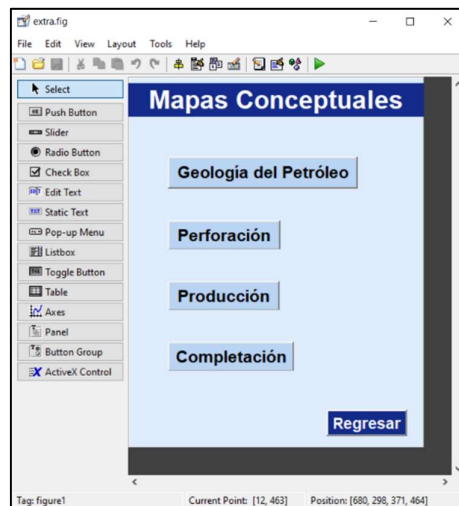 extra.fig
File Edit View Layout Tools Help
Select
Push Button
Slider
Radio Button
Check Box
Edit Text
Static Text
Pop-up Menu
Listbox
Toggle Button
Table
Axes
Panel
Button Group
ActiveX Control
Mapas Conceptuales
Geología del Petróleo
Perforación
Producción
Completación
Regresar
Tag: figure1 Current Point: [12, 463] Position: [680, 298, 371, 464]